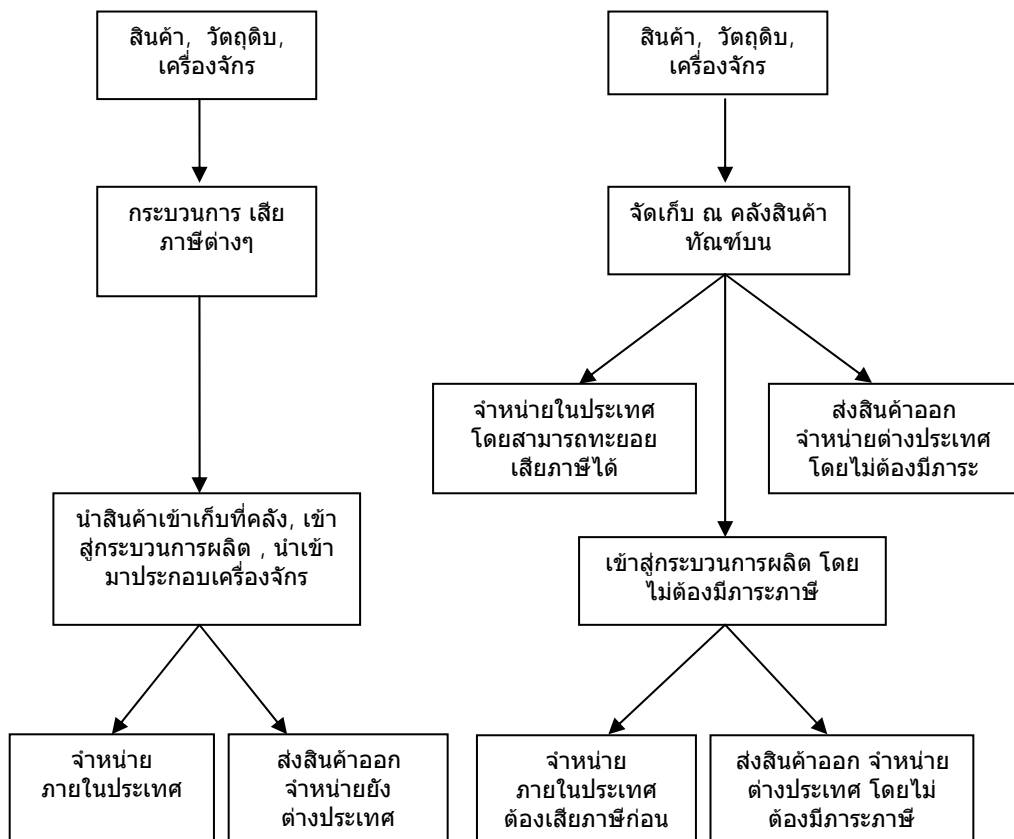 สินค้า, วัตถุดิบ,
เครื่องจักร
กระบวนการ เสีย
ภาษีต่างๆ
นำสินค้าเข้าเก็บที่คลัง, เข้า
สู่กระบวนการผลิต , นำเข้า
มาประกอบเครื่องจักร
จำหน่าย
ภายในประเทศ
ส่งสินค้าออก
จำหน่ายยัง
ต่างประเทศ
สินค้า, วัตถุดิบ,
เครื่องจักร
จัดเก็บ ณ คลังสินค้า
ทัณฑ์บน
จำหน่ายในประเทศ
โดยสามารถทะยอย
เสียภาษีได้
ส่งสินค้าออก
จำหน่ายต่างประเทศ
โดยไม่ต้องมีภาระ
เข้าสู่กระบวนการผลิต โดย
ไม่ต้องมีภาระภาษี
จำหน่าย
ภายในประเทศ
ต้องเสียภาษีก่อน
ส่งสินค้าออก จำหน่าย
ต่างประเทศ โดยไม่
ต้องมีภาระภาษี